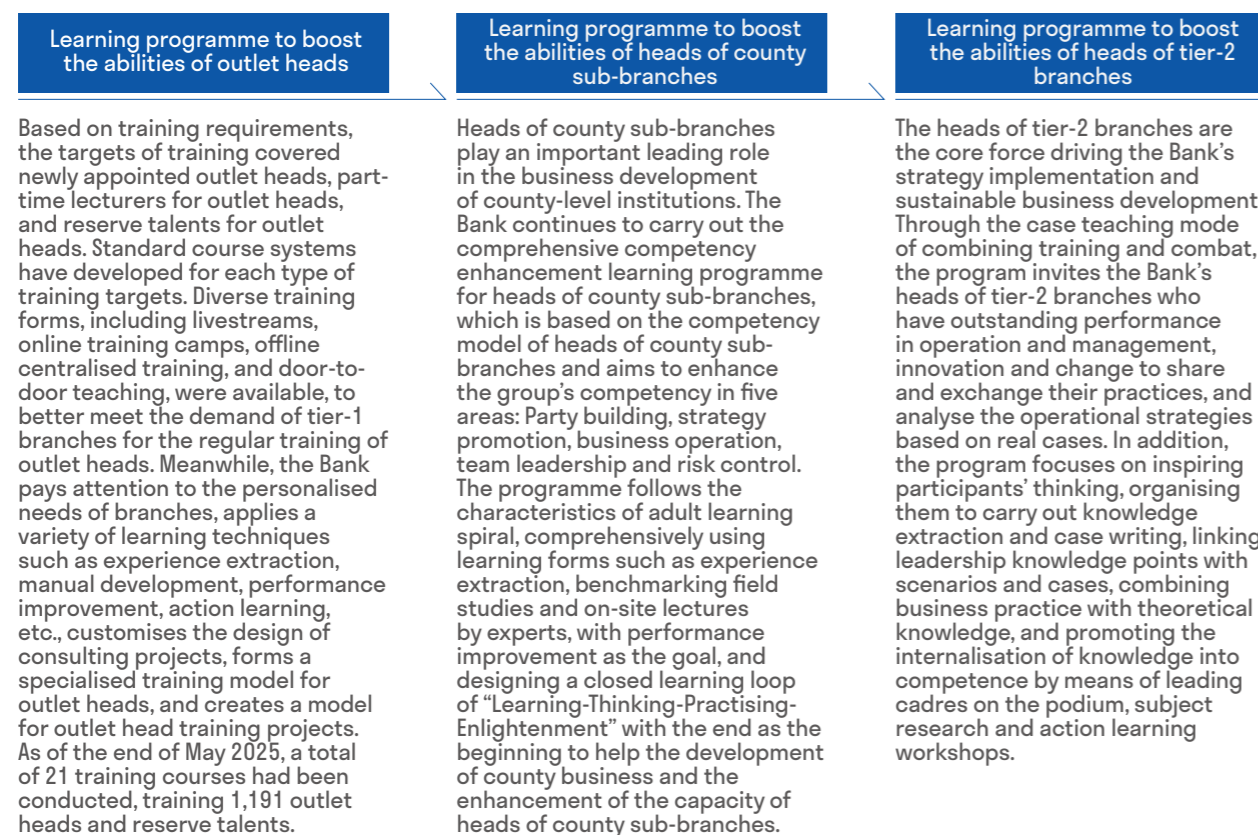 Learning programme to boost
the abilities of outlet heads
Based on training requirements,
the targets of training covered
newly appointed outlet heads, part-
time lecturers for outlet heads,
and reserve talents for outlet
heads. Standard course systems
have developed for each type of
training targets. Diverse training
forms, including livestreams,
online training camps, offline
centralised training, and door-to-
door teaching, were available, to
better meet the demand of tier-1
branches for the regular training of
outlet heads. Meanwhile, the Bank
pays attention to the personalised
needs of branches, applies a
variety of learning techniques
such as experience extraction,
manual development, performance
improvement, action learning,
etc., customises the design of
consulting projects, forms a
specialised training model for
outlet heads, and creates a model
for outlet head training projects.
As of the end of May 2025, a total
of 21 training courses had been
conducted, training 1,191 outlet
heads and reserve talents.
Learning programme to boost
the abilities of heads of county
sub-branches
Heads of county sub-branches
play an important leading role
in the business development
of county-level institutions. The
Bank continues to carry out the
comprehensive competency
enhancement learning programme
for heads of county sub-branches,
which is based on the competency
model of heads of county sub-
branches and aims to enhance
the group's competency in five
areas: Party building, strategy
promotion, business operation,
team leadership and risk control.
The programme follows the
characteristics of adult learning
spiral, comprehensively using
learning forms such as experience
extraction, benchmarking field
studies and on-site lectures
by experts, with performance
improvement as the goal, and
designing a closed learning loop
of “Learning-Thinking-Practising-
Enlightenment” with the end as the
beginning to help the development
of county business and the
enhancement of the capacity of
heads of county sub-branches.
Learning programme to boost
the abilities of heads of tier-2
branches
The heads of tier-2 branches are
the core force driving the Bank's
strategy implementation and
sustainable business development
Through the case teaching mode
of combining training and combat,
the program invites the Bank's
heads of tier-2 branches who
have outstanding performance
in operation and management,
innovation and change to share
and exchange their practices, and
analyse the operational strategies
based on real cases. In addition,
the program focuses on inspiring
participants' thinking, organising
them to carry out knowledge
extraction and case writing, linking
leadership knowledge points with
scenarios and cases, combining
business practice with theoretical
knowledge, and promoting the
internalisation of knowledge into
competence by means of leading
cadres on the podium, subject
research and action learning
workshops.